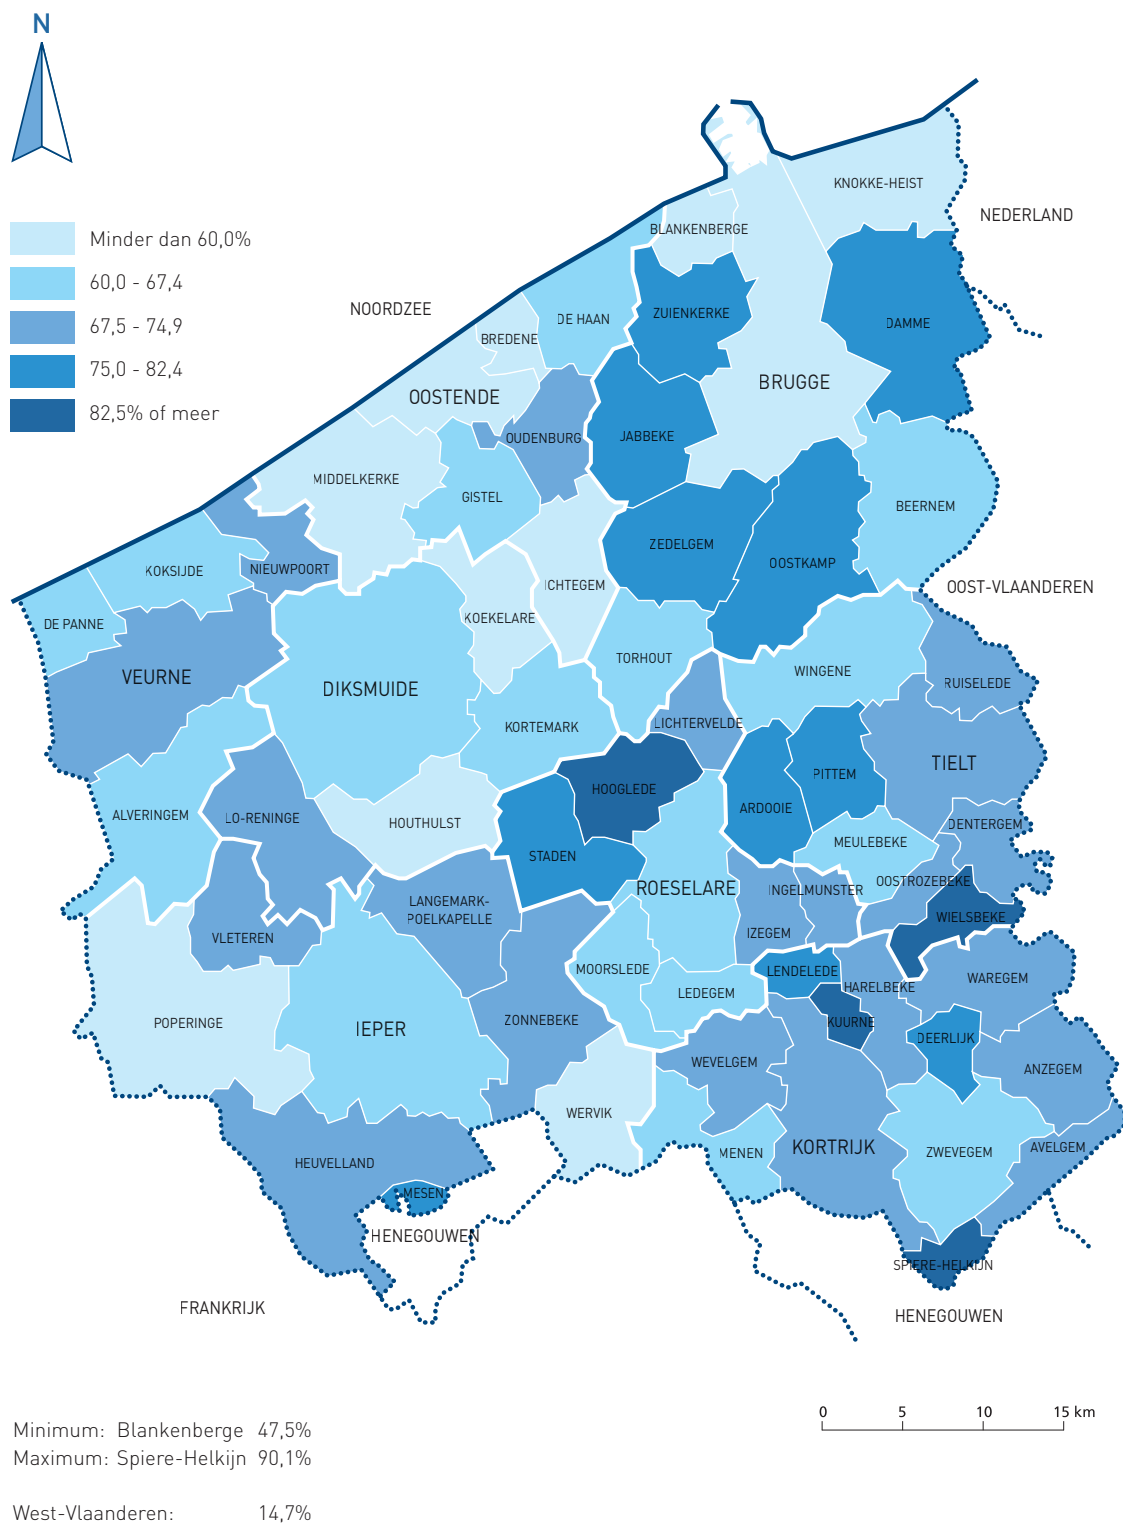 N
Minder dan 60,0%
60,0 - 67,4
67,5 - 74,9
75,0 - 82,4
82,5% of meer
KNOKKE-HEIST
NEDERLAND
BLANKENBERGE
NOORDZEE
ZUIENKERKE
DE HAAN
DAMME
BREDENE
BRUGGE
OOSTENDE
OUDENBURG
JABBEKE
MIDDELKERKE
GISTEL
BEERNEM
ZEDELGEM
OOSTKAMP
KOKSIJDE
NIEUWPOORT
ICHTEGEM
OOST-VLAANDEREN
KOEKELARE
DE PANNE
TORHOUT
WINGENE
VEURNE
DIKSMUIDE
RUISELEDE
LICHTERVELDE
KORTEMARK
TIELT
PITTEM
HOOGLEDE
ARDOOIE
ALVERINGEM
LO-RENINGE
HOUTHULST
DENTERGEM
MEULEBEKE
STADEN
OOSTROZEBEKE
ROESELARE
INGELMUNSTER
LANGEMARK-
POELKAPELLE
WIELSBEKE
IZEGEM
VLETEREN
MOORSLEDE
LENDELEDE
WAREGEM
HARELBEKE
LEDEGEM
POPERINGE
IEPER
ZONNEBEKE
KUURNE
DEERLIJK
WEVELGEM
ANZEGEM
WERVIK
KORTRIJK
AVELGEM
MENEN
ZWEVEGEM
HEUVELLAND
MESEN
HENEGOUWEN
SPIERE-HELKIJN
FRANKRIJK
HENEGOUWEN
0 5 10 15 km
Minimum: Blankenberge 47,5%
Maximum: Spiere-Helkijn 90,1%
West-Vlaanderen: 14,7%